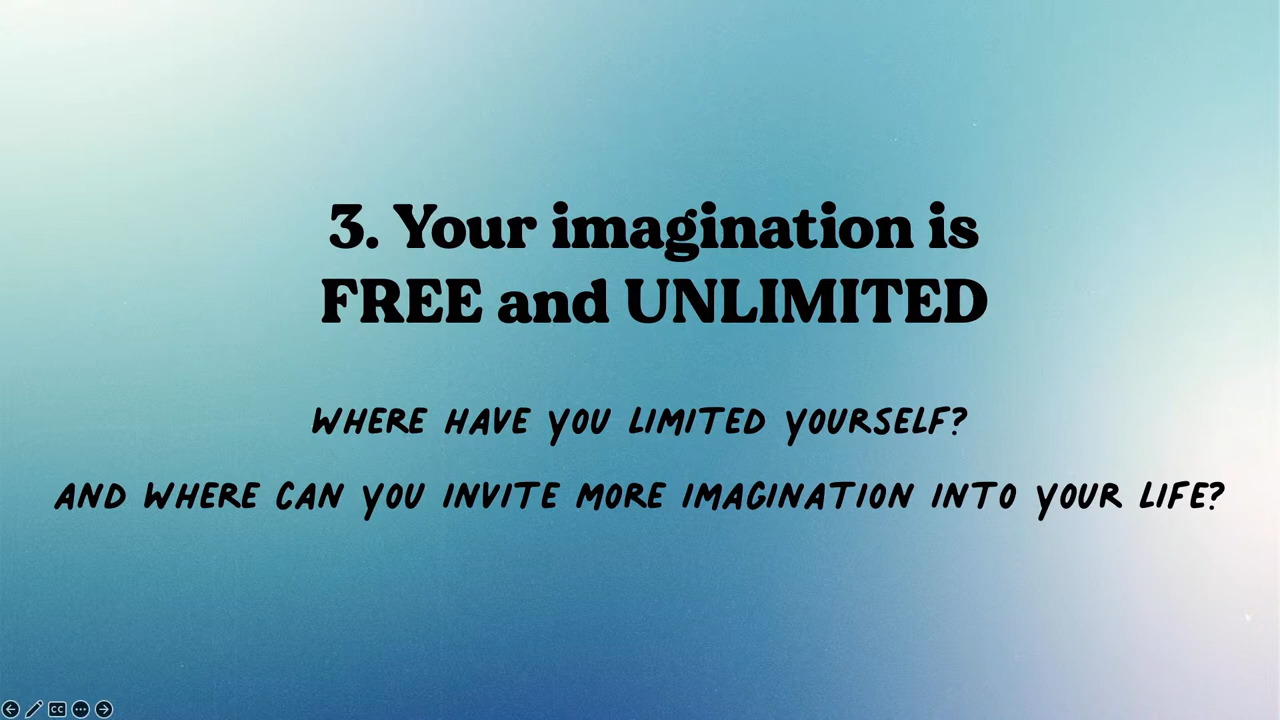 3. Your imagination is
FREE and UNLIMITED
WHERE HAVE YOU LIMITED YOURSELF?
AND WHERE CAN YOU INVITE MORE IMAGINATION INTO YOUR LIFE?
CC